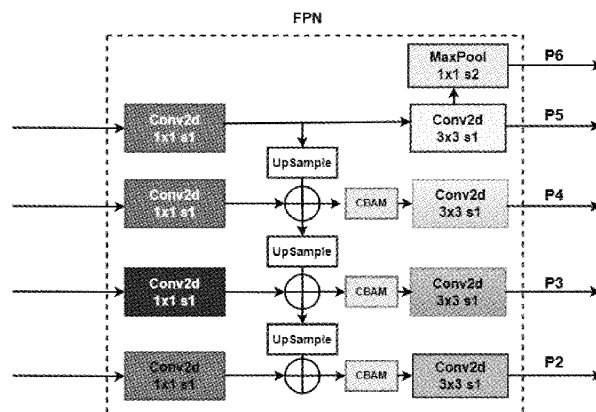 FPN
MaxPool
1x1 s2
P6
Conv2d
1x1 s1
Conv2d
3x3 s1
P5
UpSample
Conv2d
1x1 s1
CBAM
Conv2d
3x3 s1
P4
UpSample
Conv2d
1x1 s1
CBAM
Conv2d
3x3 s1
P3
UpSample
Conv2d
1x1 s1
CBAM
Conv2d
3x3 s1
P2